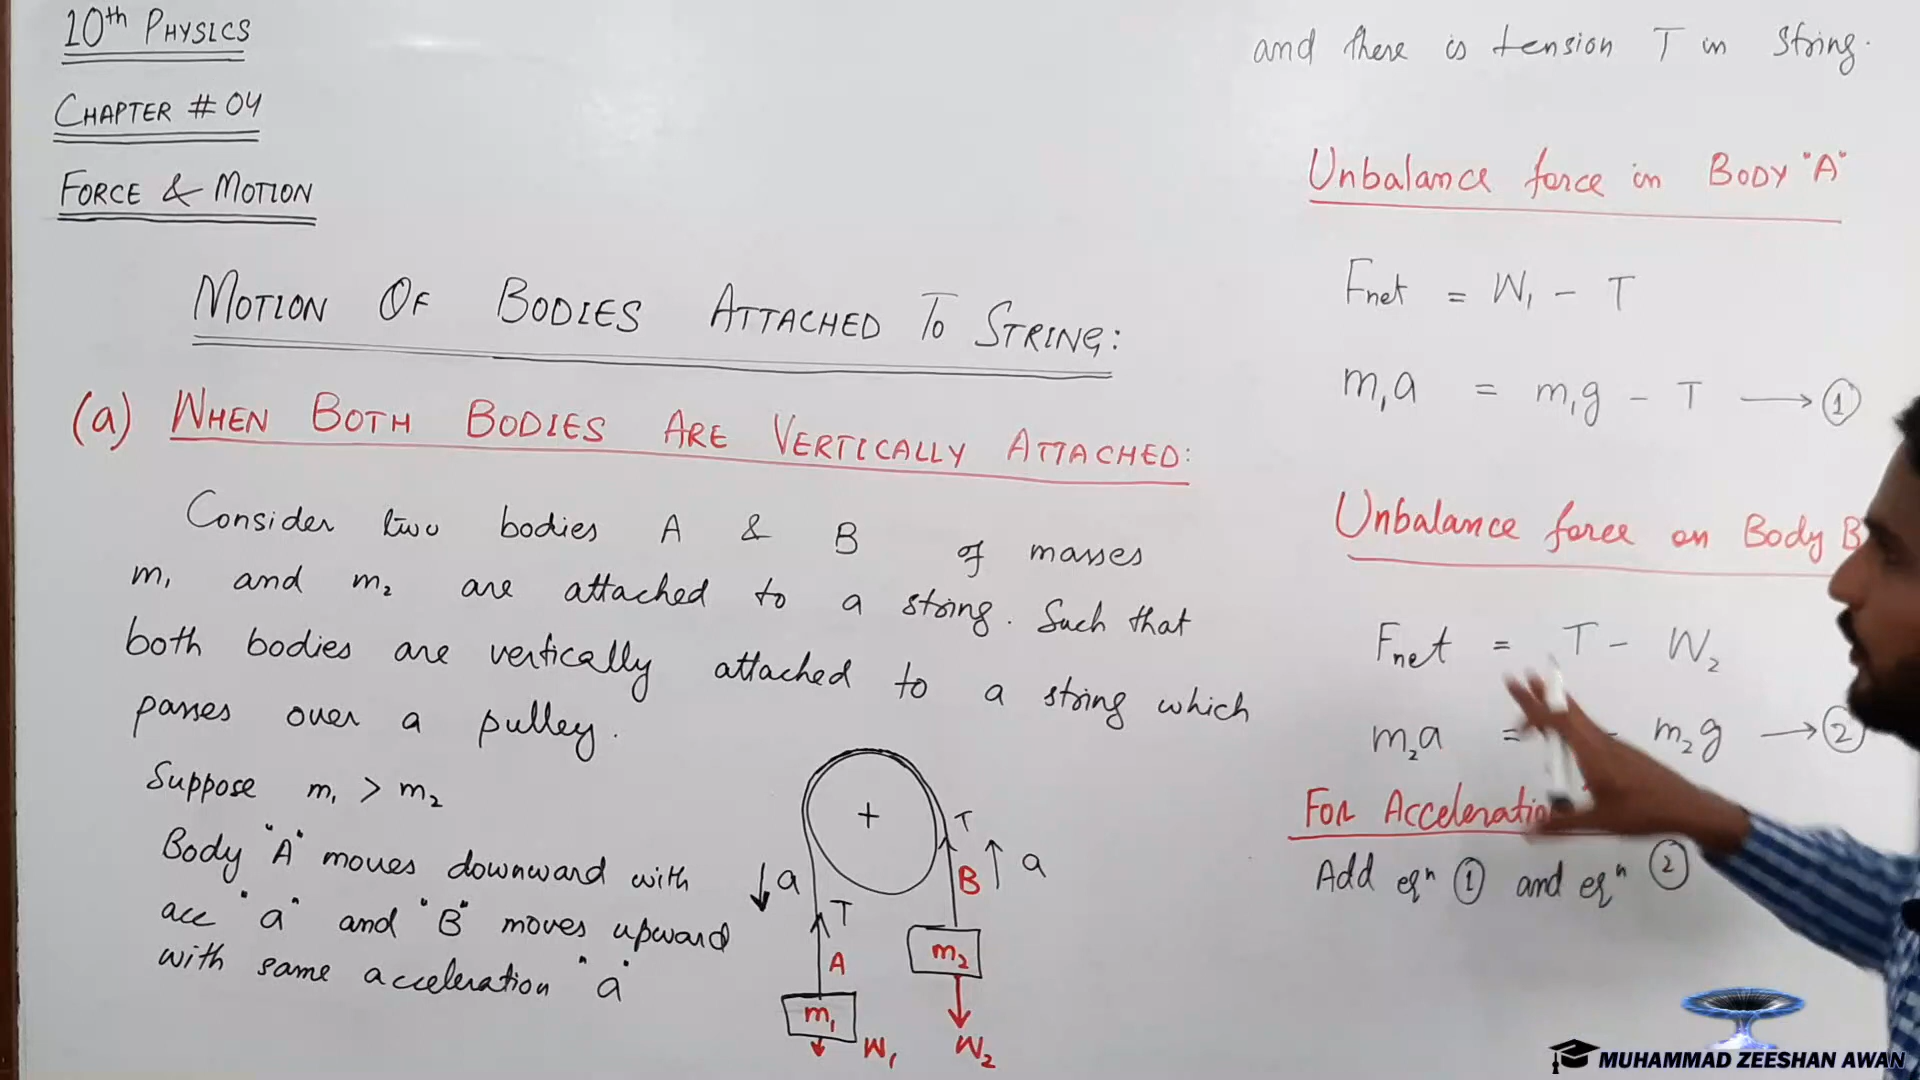 10th PHYSICS
CHAPTER # 04
FORCE & MOTION
MOTION OF BODIES ATTACHED TO STRING:
(a) WHEN BOTH BODIES ARE VERTICALLY ATTACHED:
Consider two bodies A & B of masses
m₁ and m₂ are attached to a string. Such that
both bodies are vertically attached to a string which
passes over a pulley.
Suppose m₁ > m₂
Body "A" moves downward with
acc "a" and "B" moves upward
with same acceleration "a"
a
T
A
m₁
W₁
T
B
a
m₂
W₂
and there is tension T in string.
Unbalance force in BODY "A"
Fnet = W₁ - T
m₁a = m₁g - T → ①
Unbalance force on Body B
Fnet = T - W₂
m₂a = - m₂g → ②
FOR Acceleration
Add eqⁿ ① and eqⁿ ②
MUHAMMAD ZEESHAN AWAN